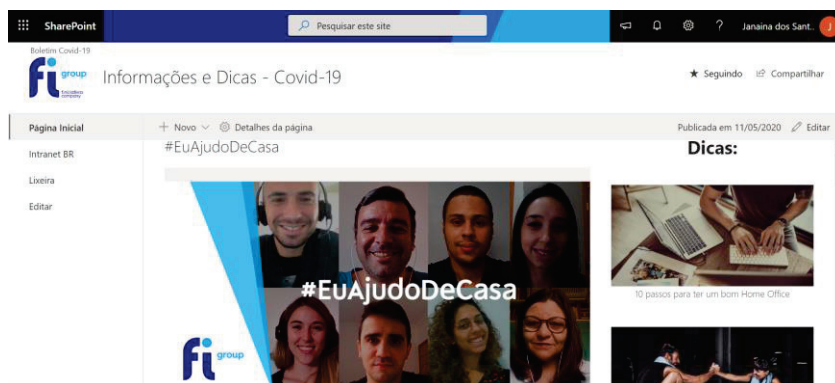 SharePoint
Pesquisar este site
?
Janaina dos Sant..
J
Boletim Covid-19
fi group
Informações e Dicas - Covid-19
Seguindo
Compartilhar
Página Inicial
+ Novo
Detalhes da página
Publicada em 11/05/2020
Editar
Intranet BR
Lixeira
Editar
#EuAjudoDeCasa
Dicas:
#EuAjudoDeCasa
fi group
10 passos para ter um bom Home Office